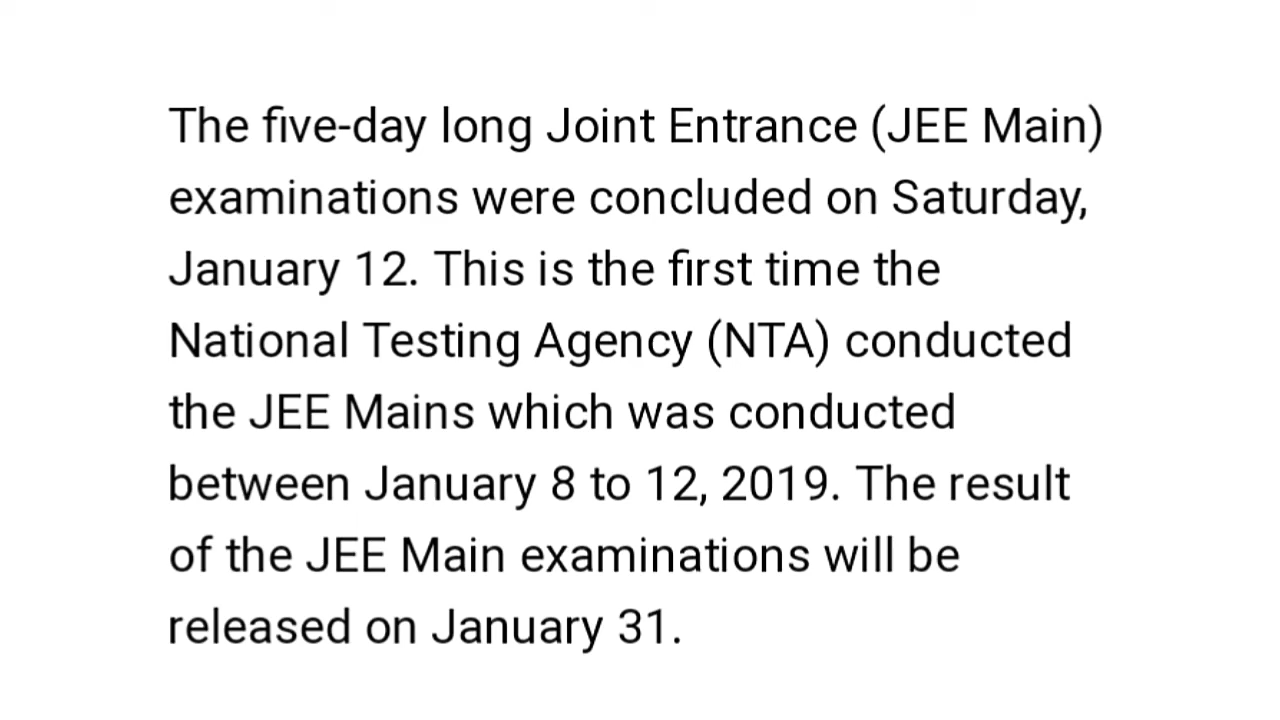 The five-day long Joint Entrance (JEE Main)
examinations were concluded on Saturday,
January 12. This is the first time the
National Testing Agency (NTA) conducted
the JEE Mains which was conducted
between January 8 to 12, 2019. The result
of the JEE Main examinations will be
released on January 31.